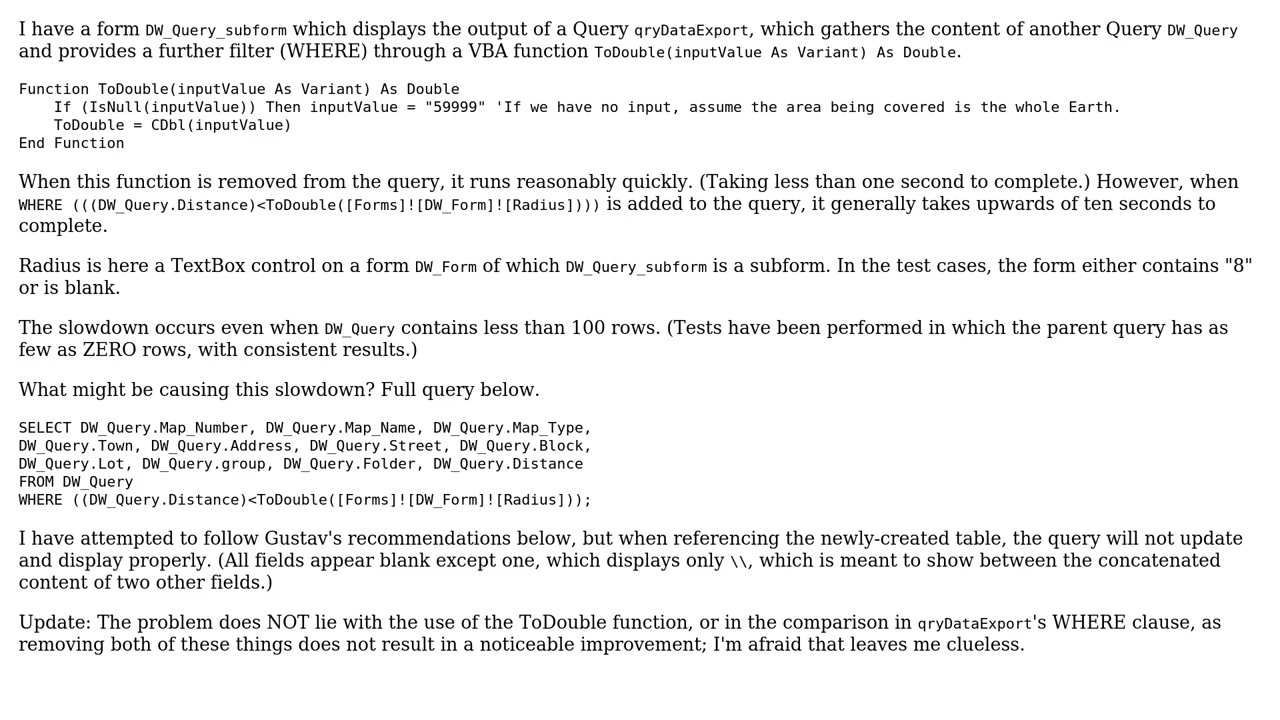 I have a form DW_Query_subform which displays the output of a Query qryDataExport, which gathers the content of another Query DW_Query
and provides a further filter (WHERE) through a VBA function ToDouble(inputValue As Variant) As Double.
Function ToDouble(inputValue As Variant) As Double
    If (IsNull(inputValue)) Then inputValue = "59999" 'If we have no input, assume the area being covered is the whole Earth.
    ToDouble = CDbl(inputValue)
End Function
When this function is removed from the query, it runs reasonably quickly. (Taking less than one second to complete.) However, when
WHERE (((DW_Query.Distance)<ToDouble([Forms]![DW_Form]![Radius]))) is added to the query, it generally takes upwards of ten seconds to
complete.
Radius is here a TextBox control on a form DW_Form of which DW_Query_subform is a subform. In the test cases, the form either contains "8"
or is blank.
The slowdown occurs even when DW_Query contains less than 100 rows. (Tests have been performed in which the parent query has as
few as ZERO rows, with consistent results.)
What might be causing this slowdown? Full query below.
SELECT DW_Query.Map_Number, DW_Query.Map_Name, DW_Query.Map_Type,
DW_Query.Town, DW_Query.Address, DW_Query.Street, DW_Query.Block,
DW_Query.Lot, DW_Query.group, DW_Query.Folder, DW_Query.Distance
FROM DW_Query
WHERE ((DW_Query.Distance)<ToDouble([Forms]![DW_Form]![Radius]));
I have attempted to follow Gustav's recommendations below, but when referencing the newly-created table, the query will not update
and display properly. (All fields appear blank except one, which displays only \\, which is meant to show between the concatenated
content of two other fields.)
Update: The problem does NOT lie with the use of the ToDouble function, or in the comparison in qryDataExport's WHERE clause, as
removing both of these things does not result in a noticeable improvement; I'm afraid that leaves me clueless.